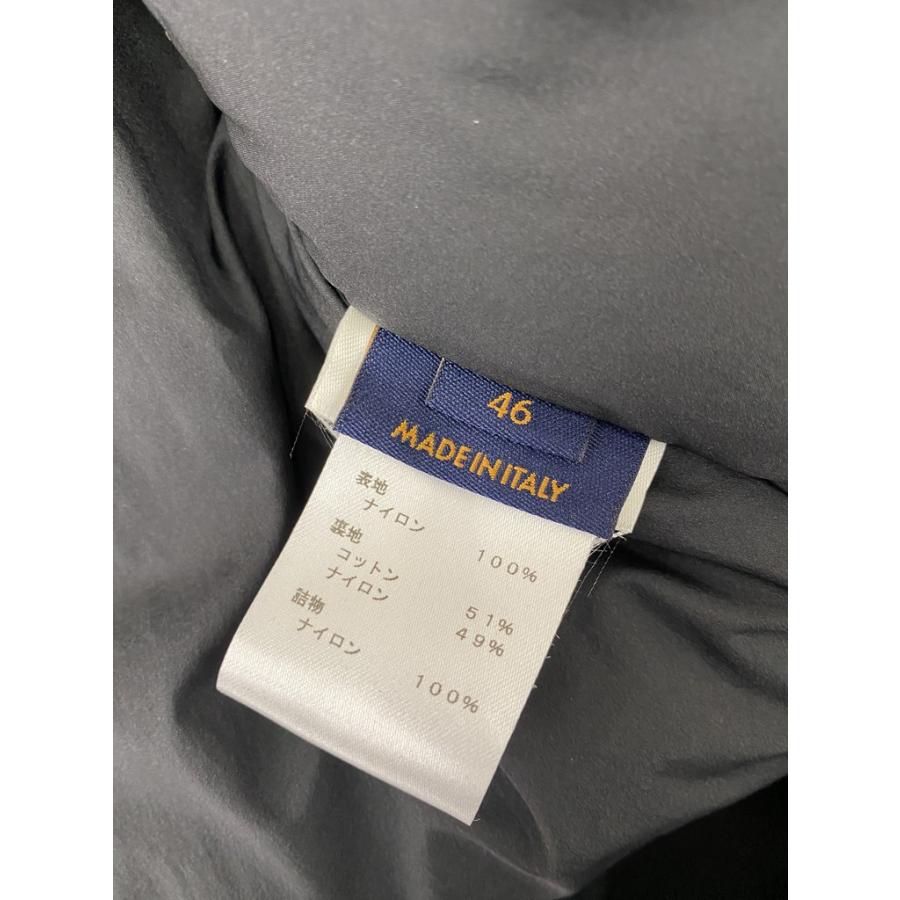 46
MADE IN ITALY
表地
ナイロン 100%
裏地
コットン 51%
ナイロン 49%
詰物
ナイロン 100%